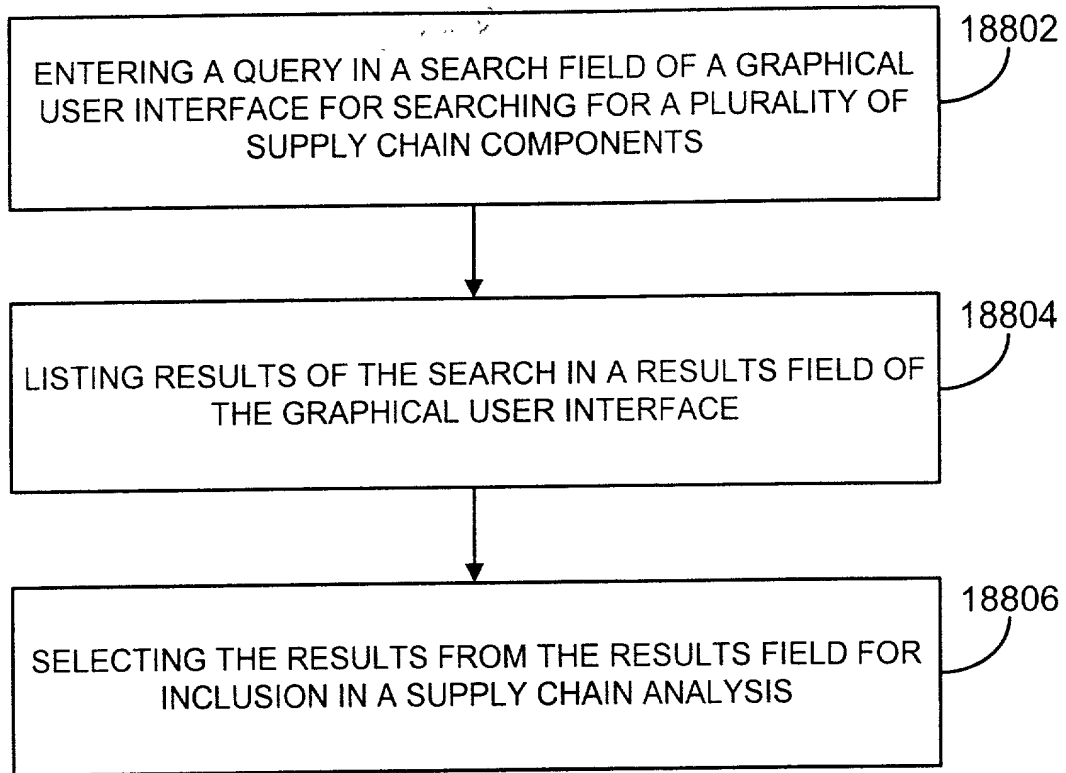 18802
ENTERING A QUERY IN A SEARCH FIELD OF A GRAPHICAL
USER INTERFACE FOR SEARCHING FOR A PLURALITY OF
SUPPLY CHAIN COMPONENTS
18804
LISTING RESULTS OF THE SEARCH IN A RESULTS FIELD OF
THE GRAPHICAL USER INTERFACE
18806
SELECTING THE RESULTS FROM THE RESULTS FIELD FOR
INCLUSION IN A SUPPLY CHAIN ANALYSIS